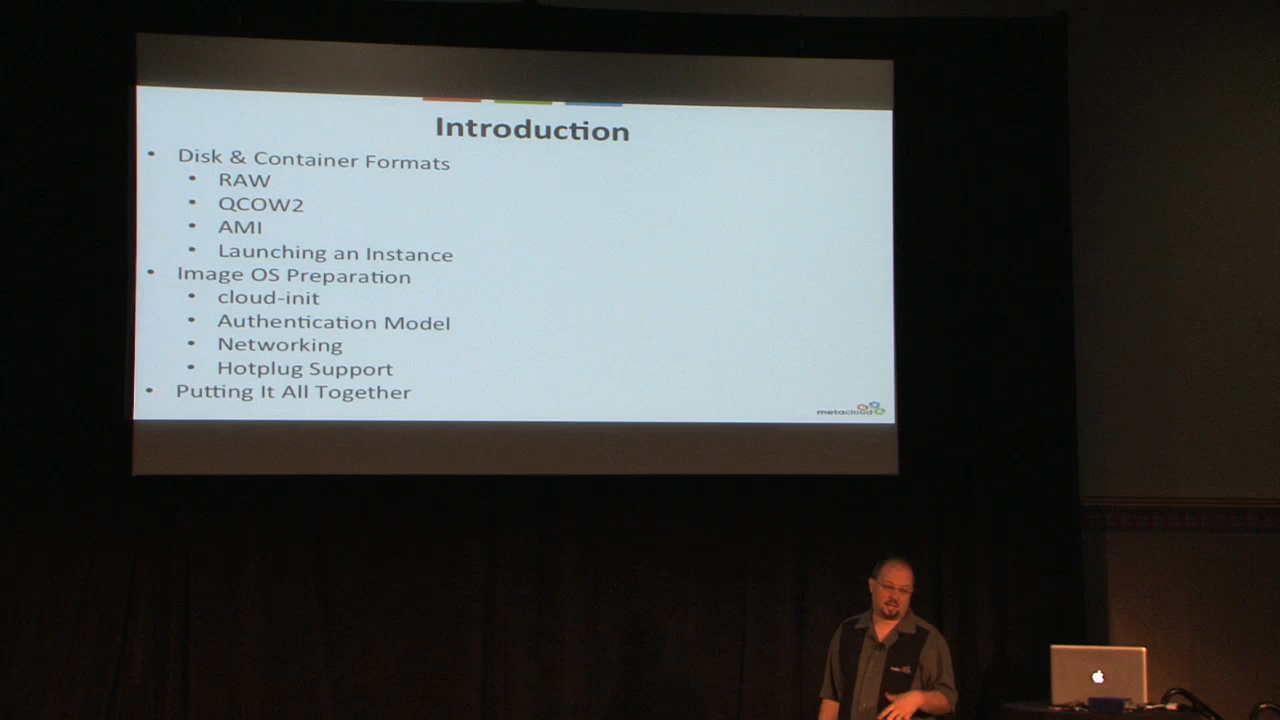 Introduction
• Disk & Container Formats
• RAW
• QCOW2
• AMI
• Launching an Instance
• Image OS Preparation
• cloud-init
• Authentication Model
• Networking
• Hotplug Support
• Putting It All Together
metacloud